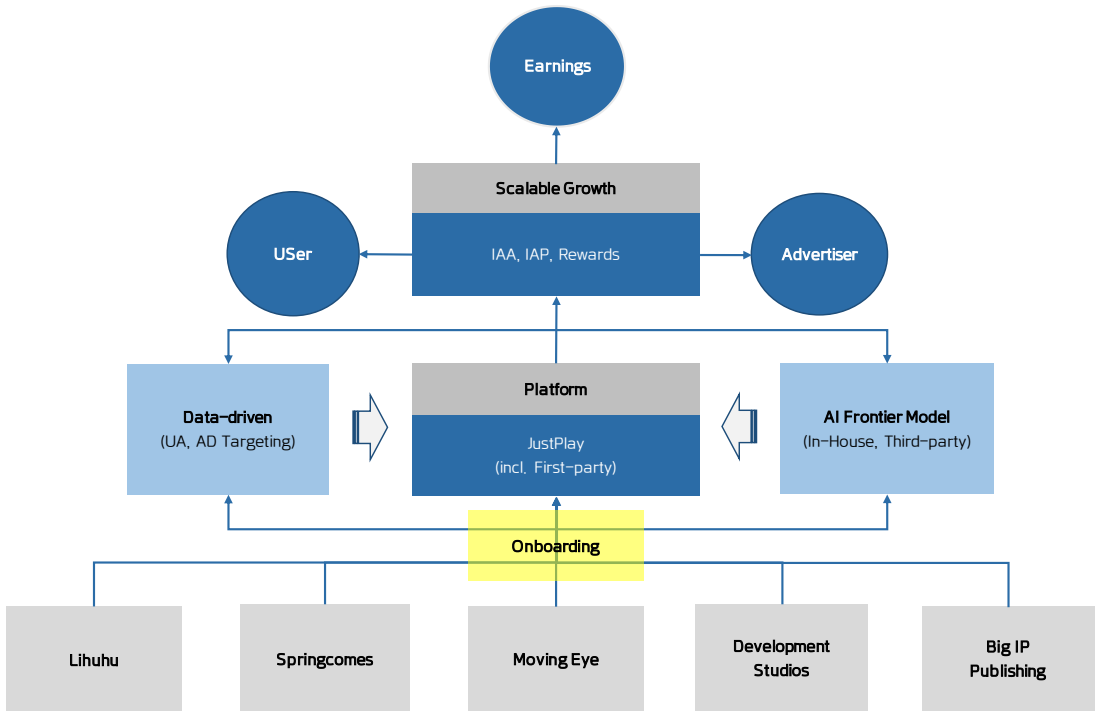 Earnings
Scalable Growth
USer
IAA, IAP, Rewards
Advertiser
Data-driven
(UA, AD Targeting)
Platform
JustPlay
(incl. First-party)
AI Frontier Model
(In-House, Third-party)
Onboarding
Lihuhu
Springcomes
Moving Eye
Development
Studios
Big IP
Publishing